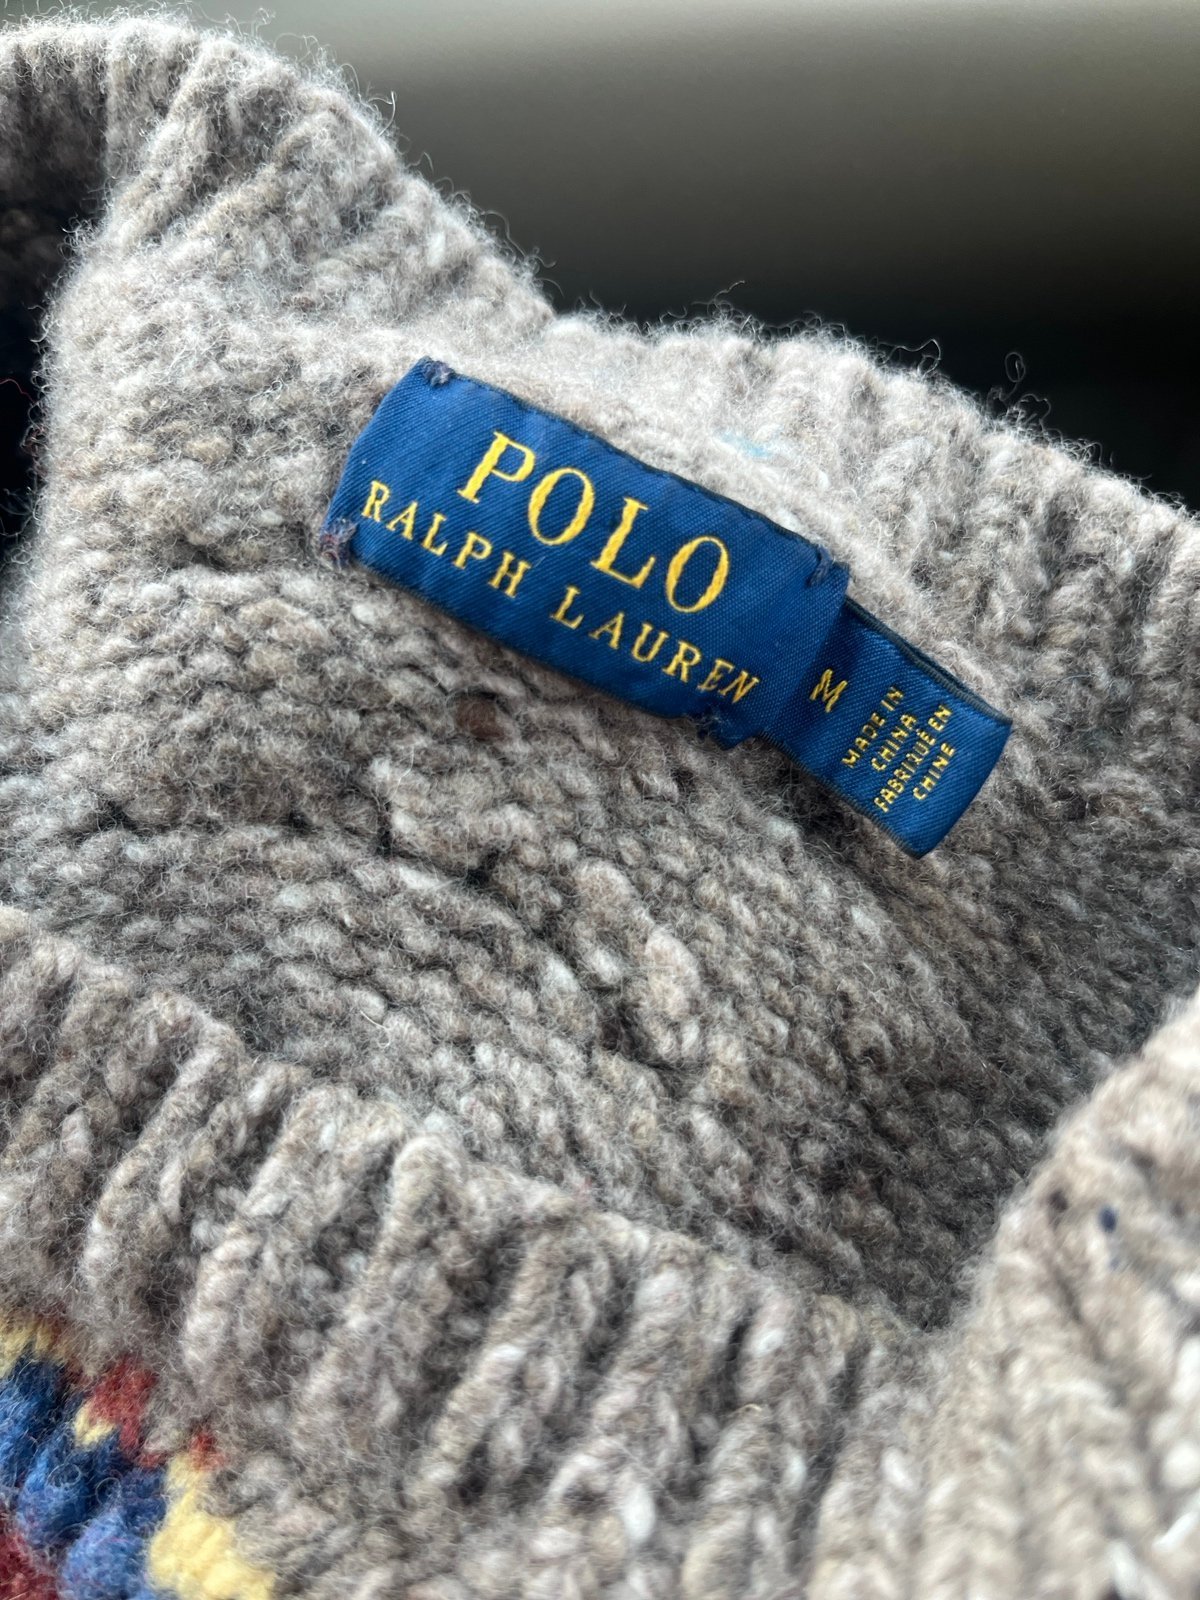 POLO
RALPH LAUREN
M
MADE IN
CHINA
FABRIQUÉ EN
CHINE